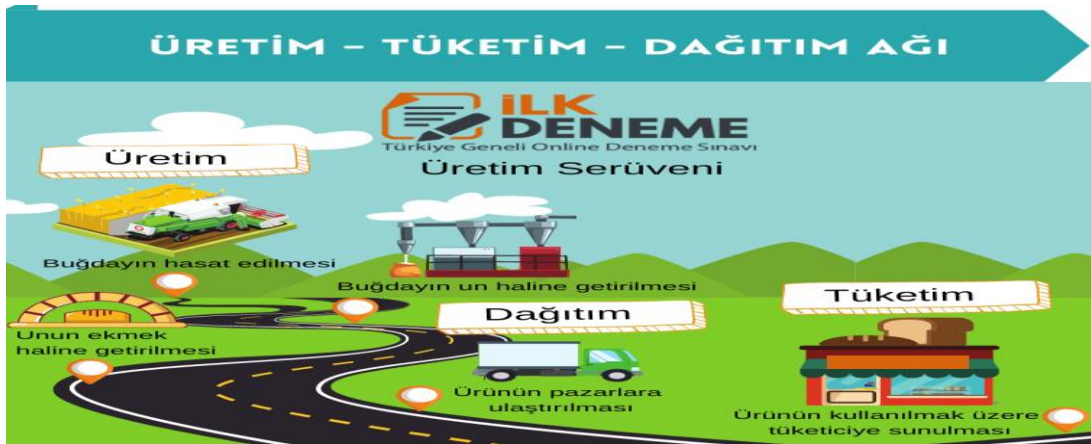 ÜRETİM – TÜKETİM – DAĞITIM AĞI
İLK
DENEME
Türkiye Geneli Online Deneme Sınavı
Üretim Serüveni
Üretim
Buğdayın hasat edilmesi
Buğdayın un haline getirilmesi
Unun ekmek
haline getirilmesi
Dağıtım
Ürünün pazarlara
ulaştırılması
Tüketim
Ürünün kullanılmak üzere
tüketiciye sunulması